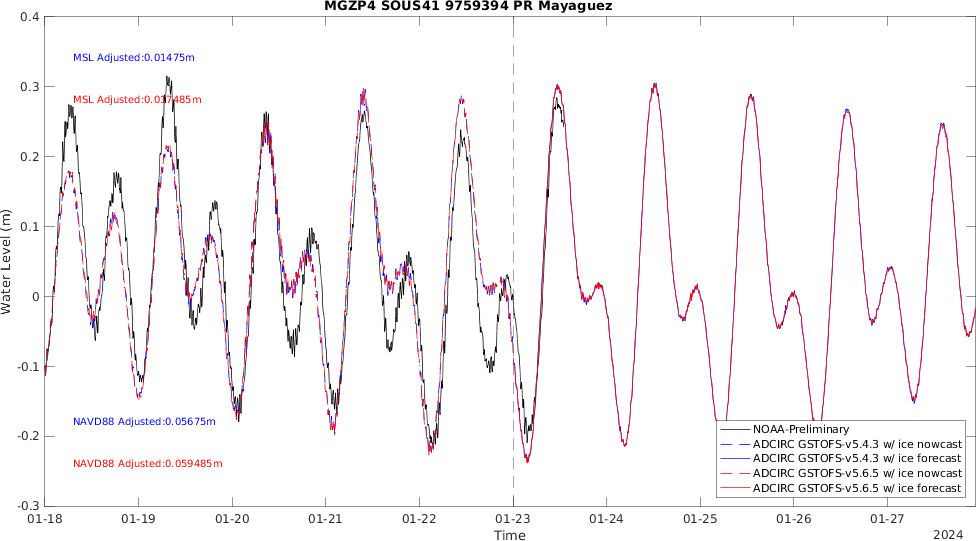 MGZP4 SOUS41 9759394 PR Mayaguez
0.4
0.3
0.2
0.1
0
-0.1
-0.2
-0.3
Water Level (m)
MSL Adjusted:0.01475m
MSL Adjusted:0.017485m
NAVD88 Adjusted:0.05675m
NAVD88 Adjusted:0.059485m
NOAA-Preliminary
ADCIRC GSTOFS-v5.4.3 w/ ice nowcast
ADCIRC GSTOFS-v5.4.3 w/ ice forecast
ADCIRC GSTOFS-v5.6.5 w/ ice nowcast
ADCIRC GSTOFS-v5.6.5 w/ ice forecast
01-18 01-19 01-20 01-21 01-22 01-23 01-24 01-25 01-26 01-27
Time
2024